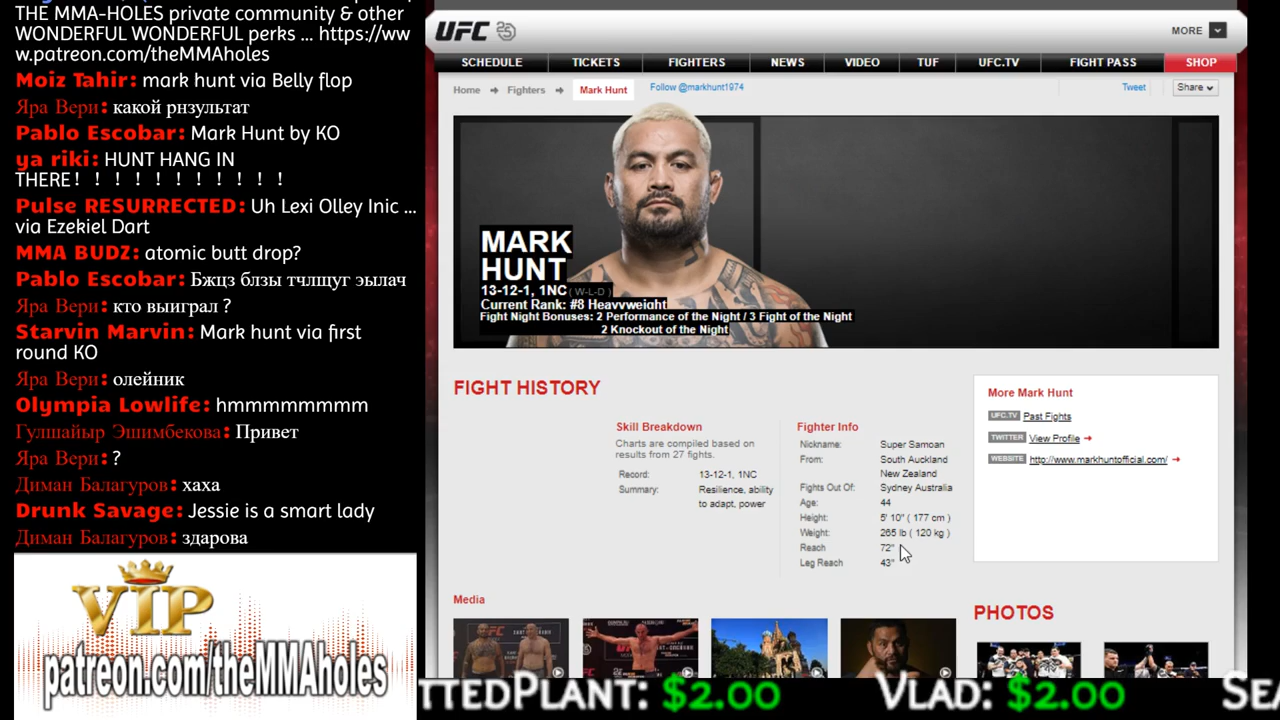 THE MMA-HOLES private community & other
WONDERFUL WONDERFUL perks ... https://ww
w.patreon.com/theMMAholes
Moiz Tahir: mark hunt via Belly flop
Яра Вери: какой рнзультат
Pablo Escobar: Mark Hunt by KO
ya riki: HUNT HANG IN
THERE! ! ! ! ! ! ! ! ! ! !
Pulse RESURRECTED: Uh Lexi Olley Inic ...
via Ezekiel Dart
MMA BUDZ: atomic butt drop?
Pablo Escobar: Бжцз блзы тчлщуг эылач
Яра Вери: кто выиграл ?
Starvin Marvin: Mark hunt via first
round KO
Яра Вери: олейник
Olympia Lowlife: hmmmmmmmm
Гулшайыр Эшимбекова: Привет
Яра Вери: ?
Диман Балагуров: хаха
Drunk Savage: Jessie is a smart lady
Диман Балагуров: здарова
VIP
patreon.com/theMMAholes
UFC 25
MORE
SCHEDULE TICKETS FIGHTERS NEWS VIDEO TUF UFC.TV FIGHT PASS SHOP
Home Fighters Mark Hunt Follow @markhunt1974 Tweet Share
MARK
HUNT
13-12-1, 1NC (W-L-D)
Current Rank: #8 Heavyweight
Fight Night Bonuses: 2 Performance of the Night / 3 Fight of the Night
2 Knockout of the Night
FIGHT HISTORY
Skill Breakdown
Charts are compiled based on
results from 27 fights.
Record: 13-12-1, 1NC
Summary: Resilience, ability
to adapt, power
Fighter Info
Nickname: Super Samoan
From: South Auckland
New Zealand
Fights Out Of: Sydney Australia
Age: 44
Height: 5' 10" ( 177 cm )
Weight: 265 lb ( 120 kg )
Reach 72"
Leg Reach 43"
More Mark Hunt
UFC.TV Past Fights
TWITTER View Profile
WEBSITE http://www.markhuntofficial.com/
Media
PHOTOS
TTEDPLANT: $2.00 VLAD: $2.00 SEA